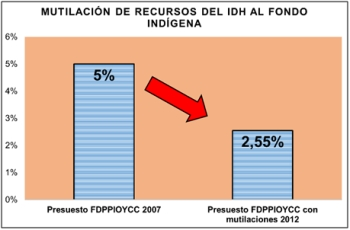 MUTILACIÓN DE RECURSOS DEL IDH AL FONDO
INDÍGENA
6%
5%
4%
3%
2%
1%
0%
5%
2,55%
Presuesto FDPPIOYCC 2007
Presuesto FDPPIOYCC con
mutilaciones 2012